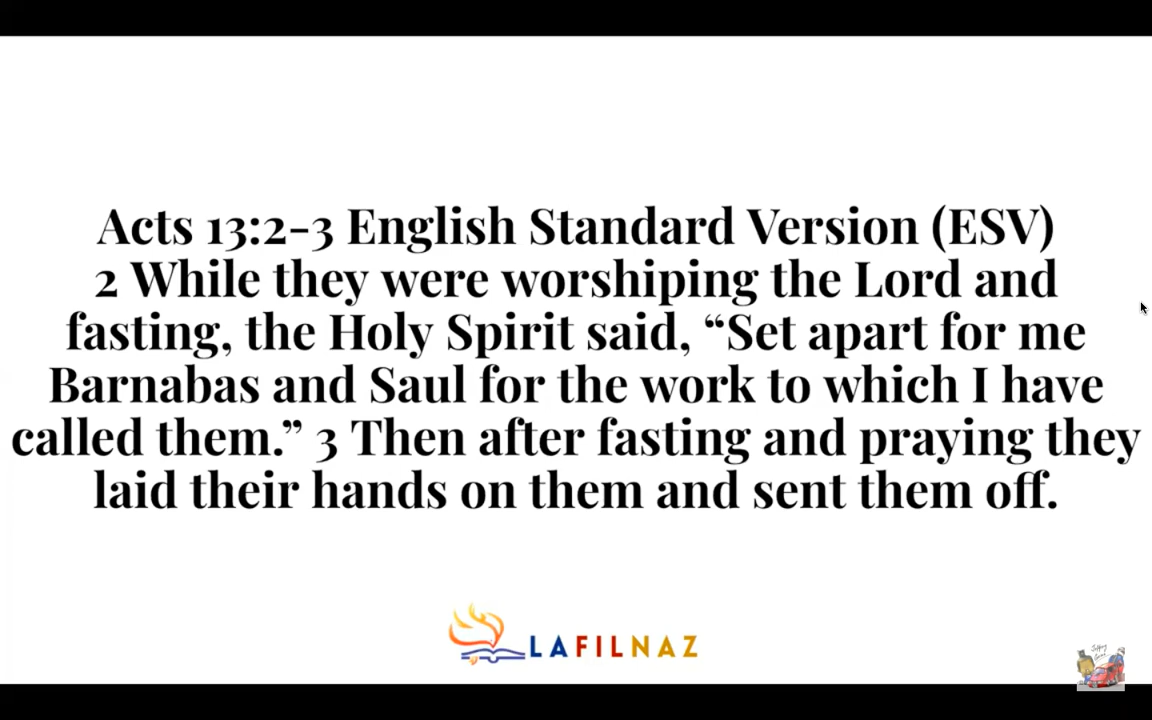 Acts 13:2-3 English Standard Version (ESV)
2 While they were worshiping the Lord and
fasting, the Holy Spirit said, “Set apart for me
Barnabas and Saul for the work to which I have
called them.” 3 Then after fasting and praying they
laid their hands on them and sent them off.
LAFILNAZ